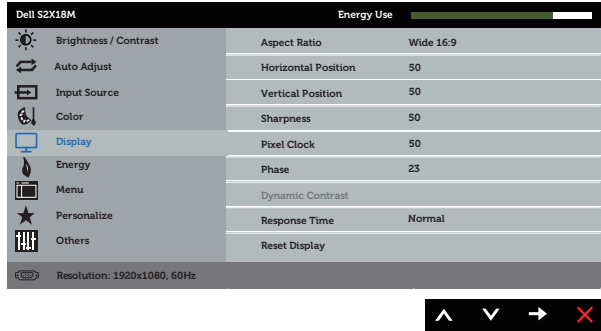 Dell S2X18M Energy Use
Brightness / Contrast
Auto Adjust
Input Source
Color
Display
Energy
Menu
Personalize
Others
Aspect Ratio Wide 16:9
Horizontal Position 50
Vertical Position 50
Sharpness 50
Pixel Clock 50
Phase 23
Dynamic Contrast
Response Time Normal
Reset Display
Resolution: 1920x1080, 60Hz